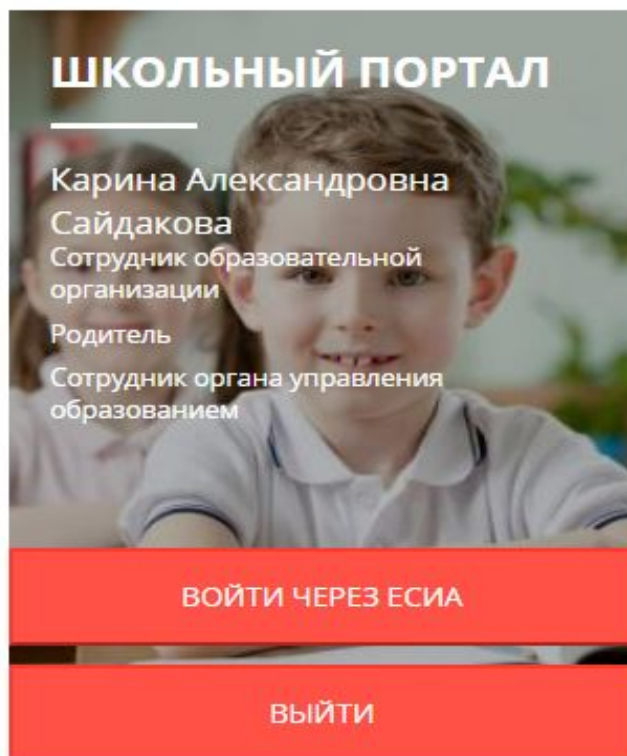 ШКОЛЬНЫЙ ПОРТАЛ
Карина Александровна
Сайдакова
Сотрудник образовательной
организации
Родитель
Сотрудник органа управления
образованием
ВОЙТИ ЧЕРЕЗ ЕСИА
ВЫЙТИ